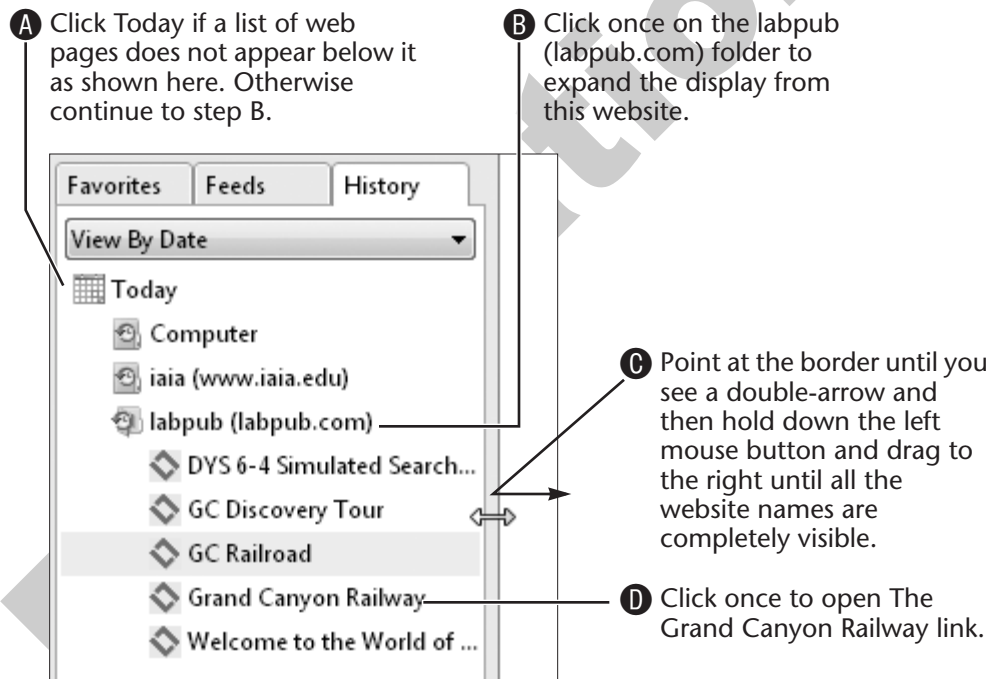 A Click Today if a list of web
pages does not appear below it
as shown here. Otherwise
continue to step B.
B Click once on the labpub
(labpub.com) folder to
expand the display from
this website.
Favorites Feeds History
View By Date
Today
Computer
iaia (www.iaia.edu)
labpub (labpub.com)
DYS 6-4 Simulated Search...
GC Discovery Tour
GC Railroad
Grand Canyon Railway
Welcome to the World of ...
C Point at the border until you
see a double-arrow and
then hold down the left
mouse button and drag to
the right until all the
website names are
completely visible.
D Click once to open The
Grand Canyon Railway link.